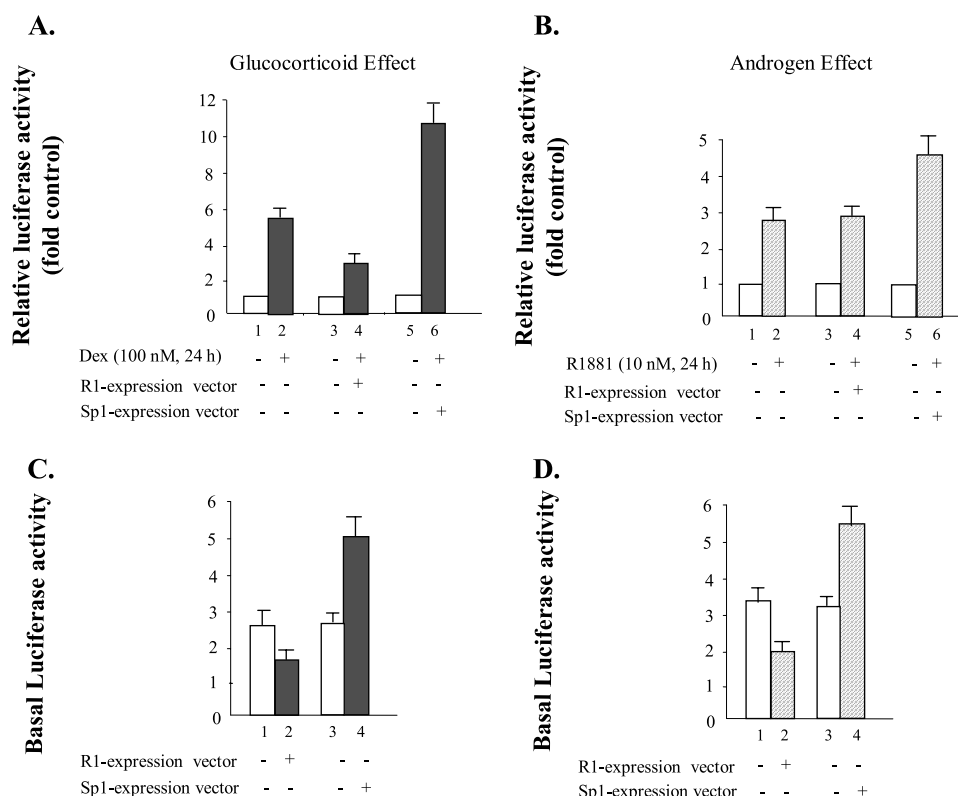 A.
Glucocorticoid Effect
Relative luciferase activity
(fold control)
12
10
8
6
4
2
0
1 2 3 4 5 6
Dex (100 nM, 24 h) - + - + - +
R1-expression vector - - - + - -
Sp1-expression vector - - - - - +
B.
Androgen Effect
Relative luciferase activity
(fold control)
5
4
3
2
1
0
1 2 3 4 5 6
R1881 (10 nM, 24 h) - + - + - +
R1-expression vector - - - + - -
Sp1-expression vector - - - - - +
C.
Basal Luciferase activity
6
5
4
3
2
1
0
1 2 3 4
R1-expression vector - + - -
Sp1-expression vector - - - +
D.
Basal Luciferase activity
6
5
4
3
2
1
0
1 2 3 4
R1-expression vector - + - -
Sp1-expression vector - - - +